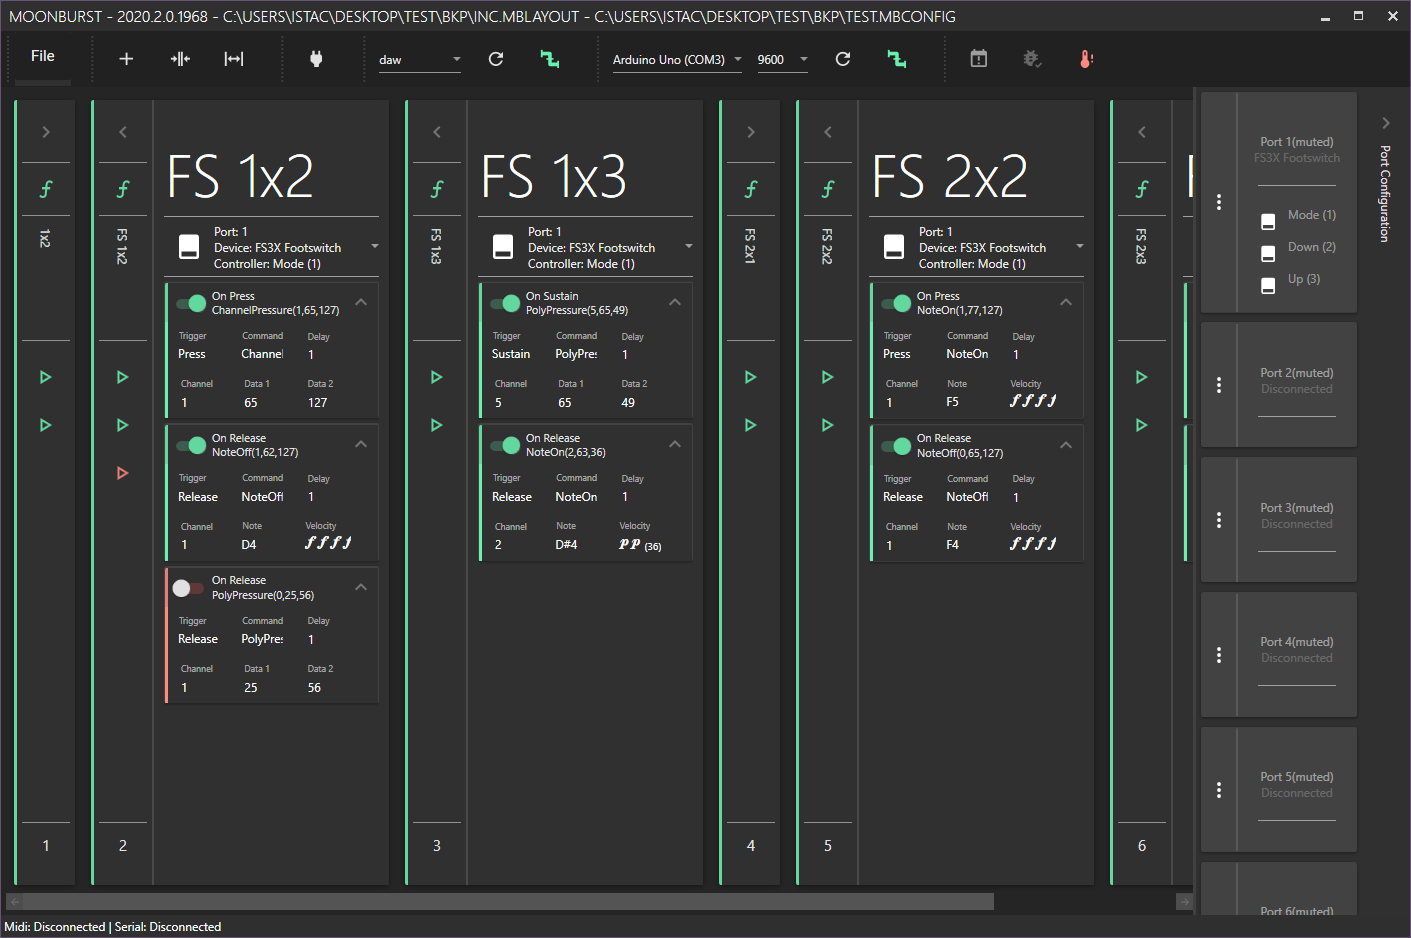 MOONBURST - 2020.2.0.1968 - C:\USERS\ISTAC\DESKTOP\TEST\BKP\INC.MBLAYOUT - C:\USERS\ISTAC\DESKTOP\TEST\BKP\TEST.MBCONFIG
File
daw
Arduino Uno (COM3)
9600
1x2
1
FS 1x2
2
FS 1x2
Port: 1
Device: FS3X Footswitch
Controller: Mode (1)
On Press
ChannelPressure(1,65,127)
Trigger Command Delay
Press Channel 1
Channel Data 1 Data 2
1 65 127
On Release
NoteOff(1,62,127)
Trigger Command Delay
Release NoteOff 1
Channel Note Velocity
1 D4 ffff
On Release
PolyPressure(0,25,56)
Trigger Command Delay
Release PolyPres 1
Channel Data 1 Data 2
1 25 56
FS 1x3
3
FS 1x3
Port: 1
Device: FS3X Footswitch
Controller: Mode (1)
On Sustain
PolyPressure(5,65,49)
Trigger Command Delay
Sustain PolyPres 1
Channel Data 1 Data 2
5 65 49
On Release
NoteOn(2,63,36)
Trigger Command Delay
Release NoteOn 1
Channel Note Velocity
2 D#4 pp (36)
FS 2x1
4
FS 2x2
5
FS 2x2
Port: 1
Device: FS3X Footswitch
Controller: Mode (1)
On Press
NoteOn(1,77,127)
Trigger Command Delay
Press NoteOn 1
Channel Note Velocity
1 F5 ffff
On Release
NoteOff(0,65,127)
Trigger Command Delay
Release NoteOff 1
Channel Note Velocity
1 F4 ffff
FS 2x3
6
Port 1(muted)
FS3X Footswitch
Mode (1)
Down (2)
Up (3)
Port 2(muted)
Disconnected
Port 3(muted)
Disconnected
Port 4(muted)
Disconnected
Port 5(muted)
Disconnected
Port 6(muted)
Port Configuration
Midi: Disconnected | Serial: Disconnected